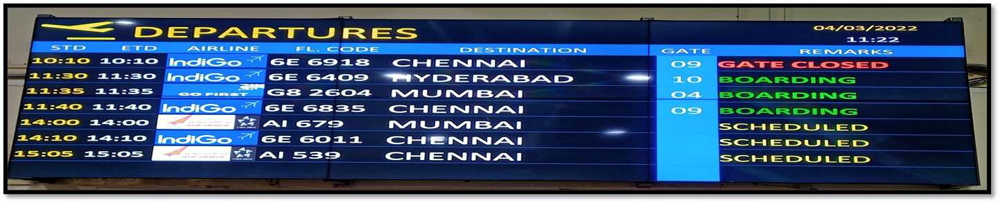 DEPARTURES 04/03/2022
11:22
STD ETD AIRLINE FL. CODE DESTINATION GATE REMARKS
10:10 10:10 IndiGo 6E 6918 CHENNAI 09 GATE CLOSED
11:30 11:30 IndiGo 6E 6409 HYDERABAD 10 BOARDING
11:35 11:35 GO FIRST G8 2604 MUMBAI 04 BOARDING
11:40 11:40 IndiGo 6E 6835 CHENNAI 09 BOARDING
14:00 14:00 AIR INDIA AI 679 MUMBAI SCHEDULED
14:10 14:10 IndiGo 6E 6011 CHENNAI SCHEDULED
15:05 15:05 AIR INDIA AI 539 CHENNAI SCHEDULED